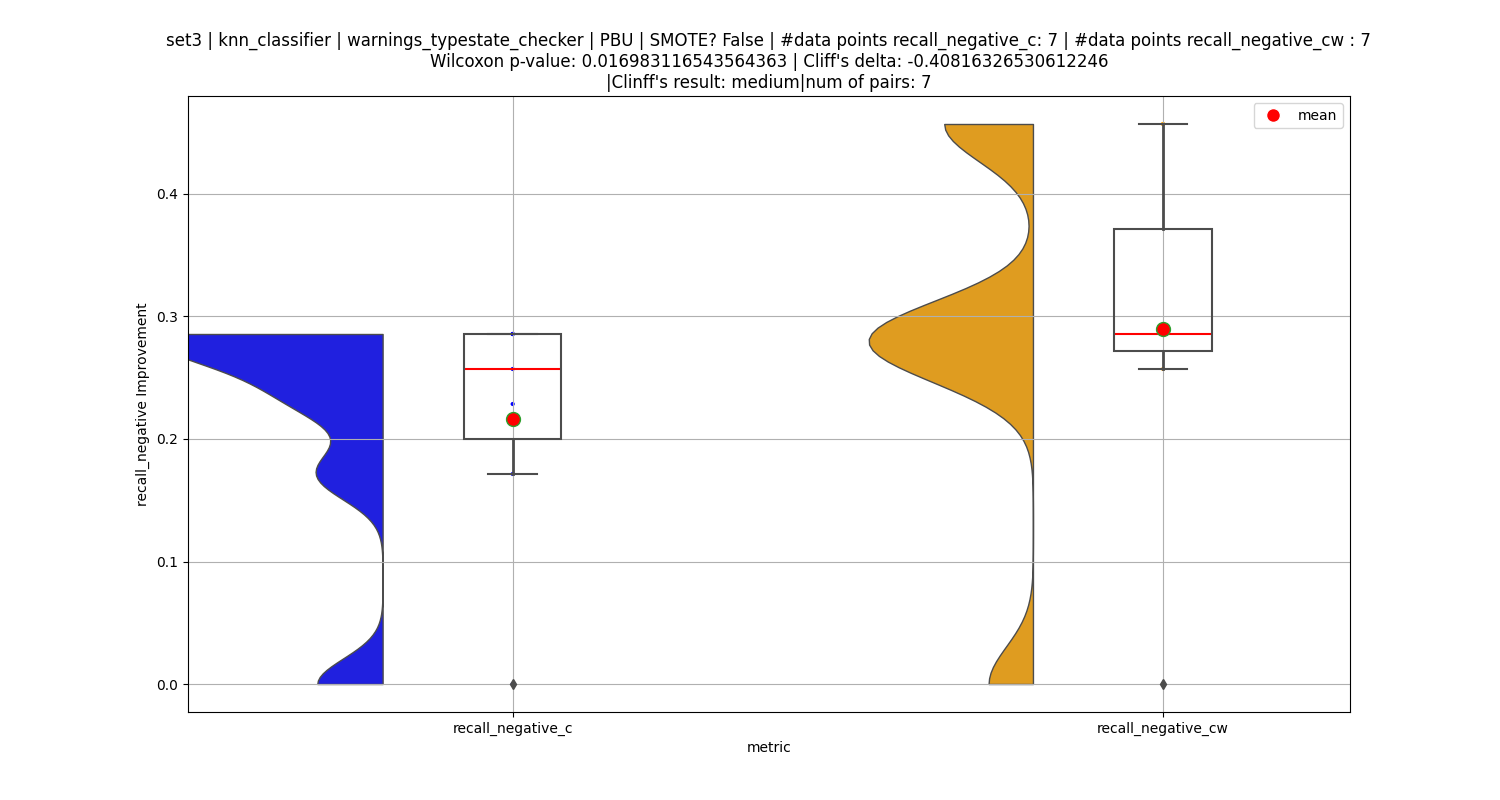 set3 | knn_classifier | warnings_typestate_checker | PBU | SMOTE? False | #data points recall_negative_c: 7 | #data points recall_negative_cw : 7
Wilcoxon p-value: 0.016983116543564363 | Cliff's delta: -0.40816326530612246
|Clinff's result: medium|num of pairs: 7
mean
0.4
0.3
0.2
0.1
0.0
recall_negative Improvement
recall_negative_c
recall_negative_cw
metric